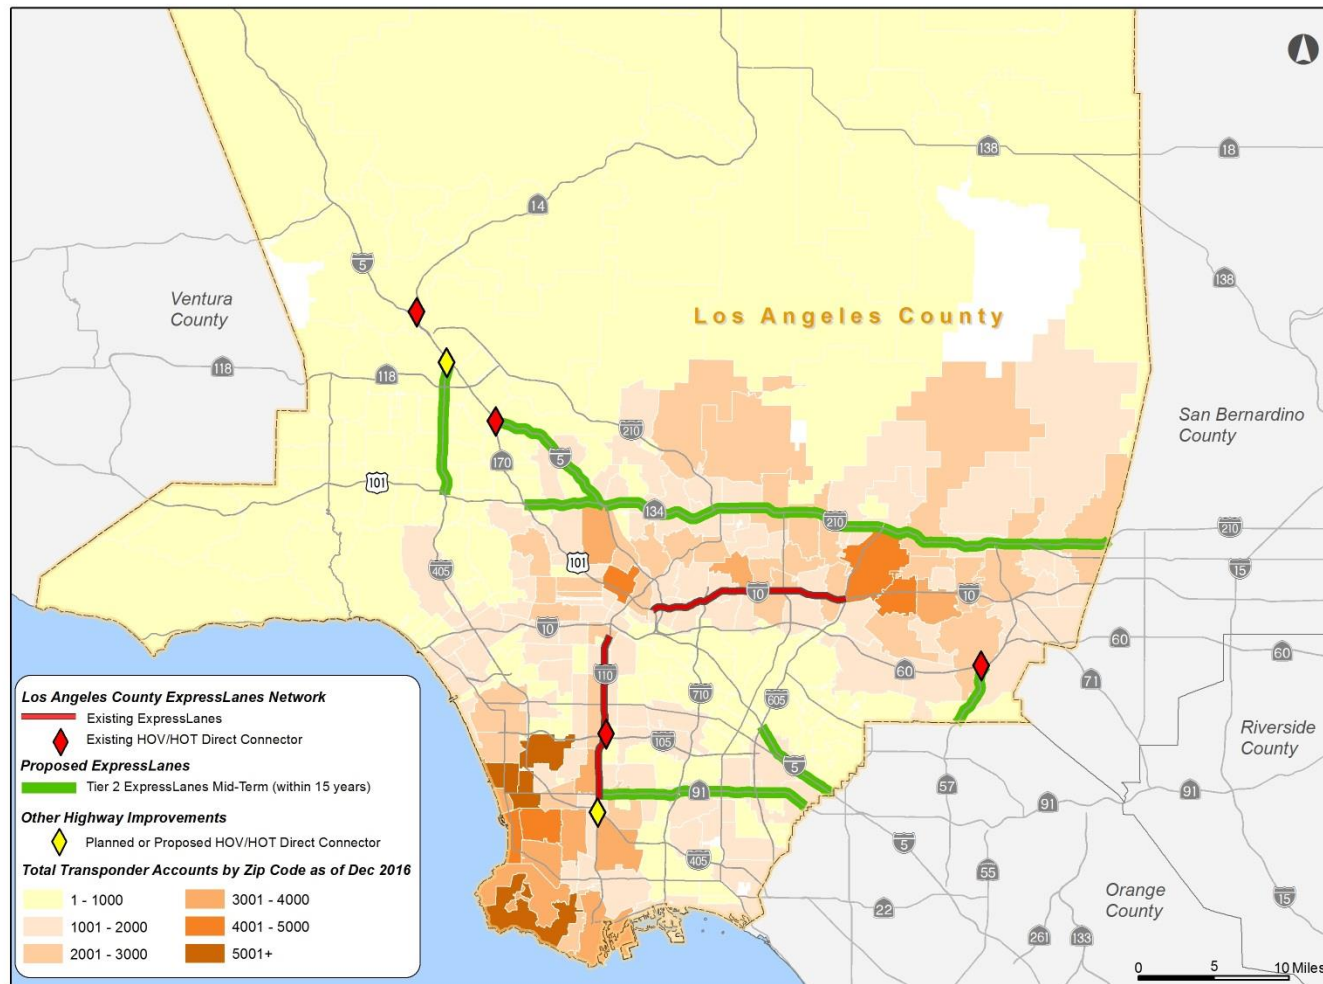 138
18
14
5
138
Ventura
County
Los Angeles County
118
118
San Bernardino
County
210
170
5
101
134
210
210
101
15
405
10
10
10
60
60
60
71
110
710
605
Riverside
County
105
5
57
91
91
91
405
5
55
Orange
County
22
15
261
133
Los Angeles County ExpressLanes Network
Existing ExpressLanes
Existing HOV/HOT Direct Connector
Proposed ExpressLanes
Tier 2 ExpressLanes Mid-Term (within 15 years)
Other Highway Improvements
Planned or Proposed HOV/HOT Direct Connector
Total Transponder Accounts by Zip Code as of Dec 2016
1 - 1000
3001 - 4000
1001 - 2000
4001 - 5000
2001 - 3000
5001+
0 5 10 Miles